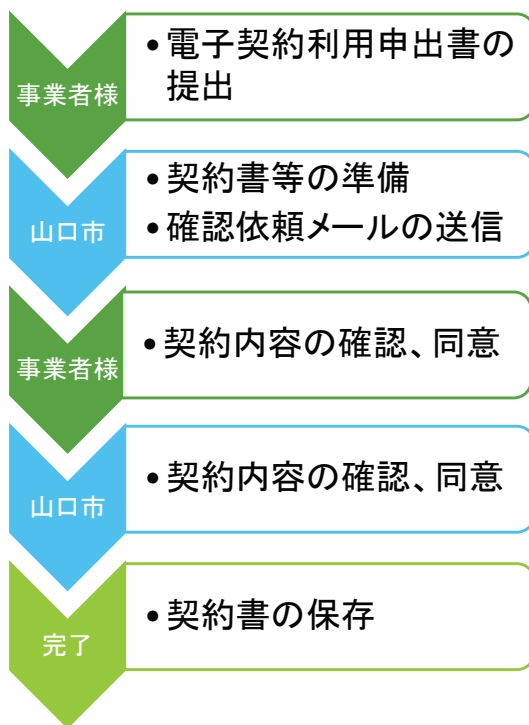 事業者様
•電子契約利用申出書の
提出
山口市
•契約書等の準備
•確認依頼メールの送信
事業者様
•契約内容の確認、同意
山口市
•契約内容の確認、同意
完了
•契約書の保存